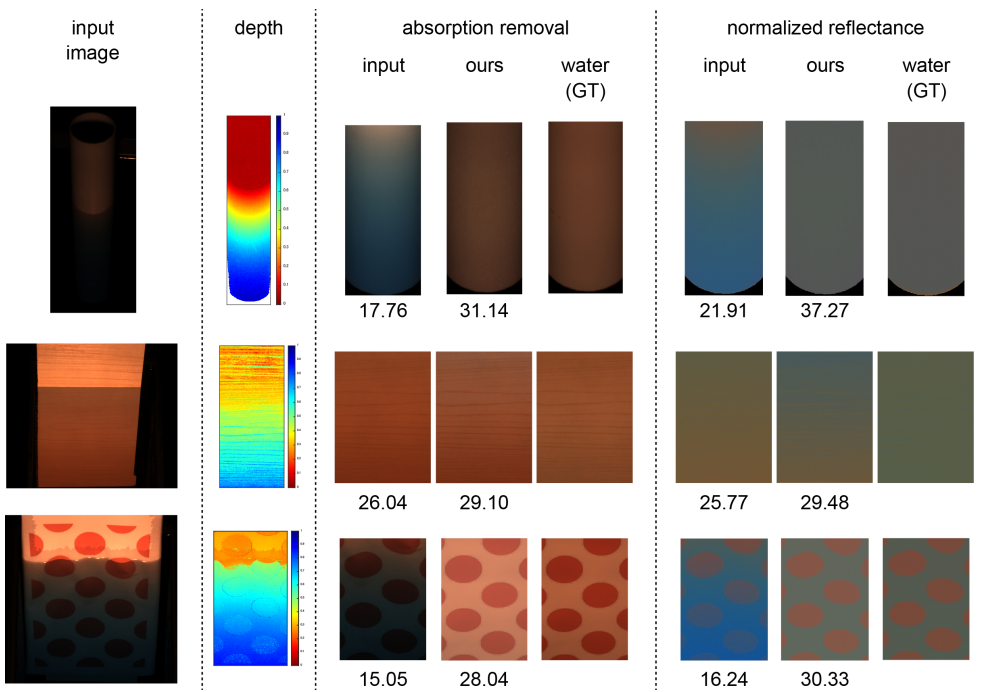 input image
depth
absorption removal
normalized reflectance
input
ours
water (GT)
input
ours
water (GT)
17.76
31.14
21.91
37.27
26.04
29.10
25.77
29.48
15.05
28.04
16.24
30.33